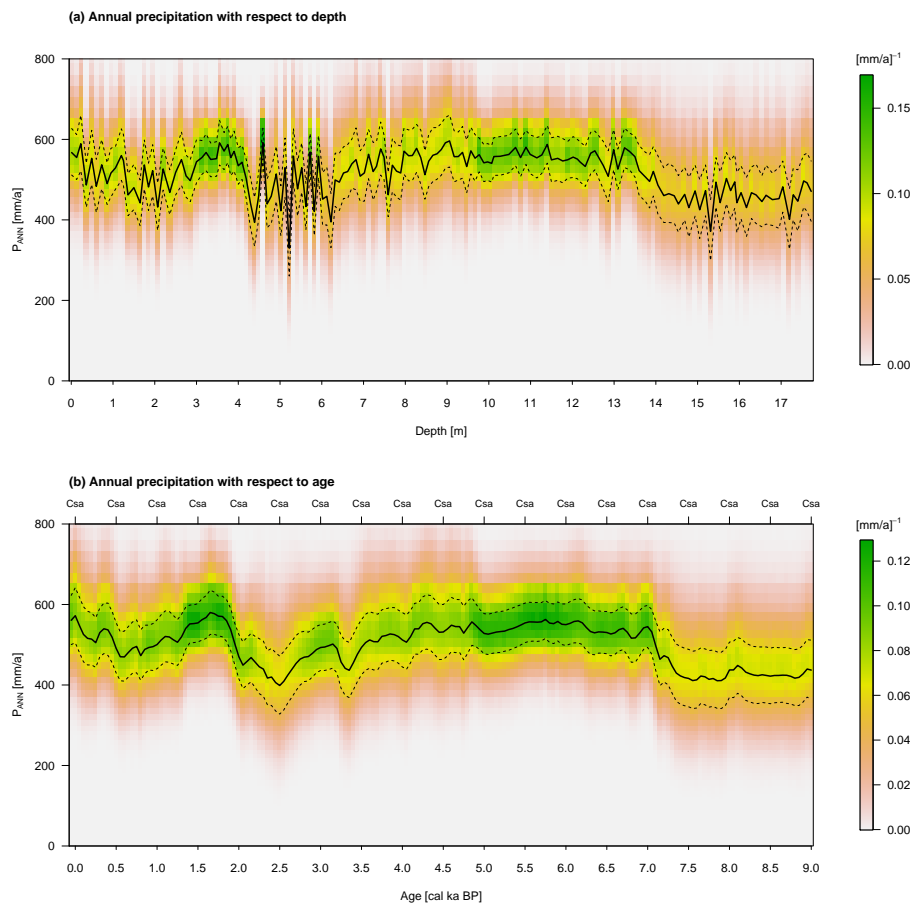 (a) Annual precipitation with respect to depth
[mm/a]⁻¹
800
600
400
200
0
P_ANN [mm/a]
0 1 2 3 4 5 6 7 8 9 10 11 12 13 14 15 16 17
Depth [m]
0.15
0.10
0.05
0.00
(b) Annual precipitation with respect to age
Csa Csa Csa Csa Csa Csa Csa Csa Csa Csa Csa Csa Csa Csa Csa Csa Csa Csa Csa
[mm/a]⁻¹
800
600
400
200
0
P_ANN [mm/a]
0.0 0.5 1.0 1.5 2.0 2.5 3.0 3.5 4.0 4.5 5.0 5.5 6.0 6.5 7.0 7.5 8.0 8.5 9.0
Age [cal ka BP]
0.12
0.10
0.08
0.06
0.04
0.02
0.00